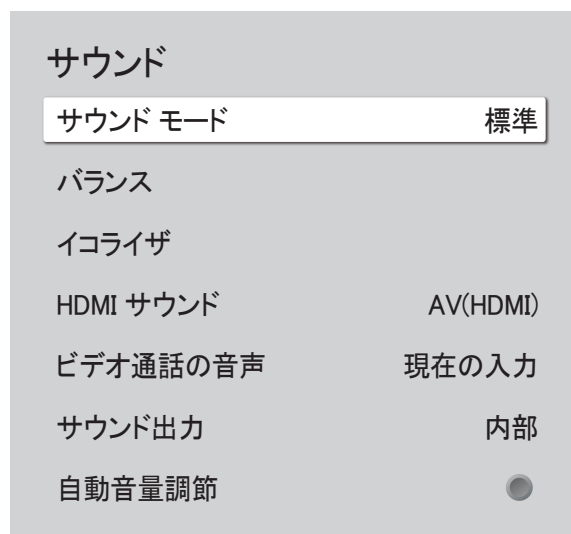 サウンド
サウンド モード 標準
バランス
イコライザ
HDMI サウンド AV(HDMI)
ビデオ通話の音声 現在の入力
サウンド出力 内部
自動音量調節